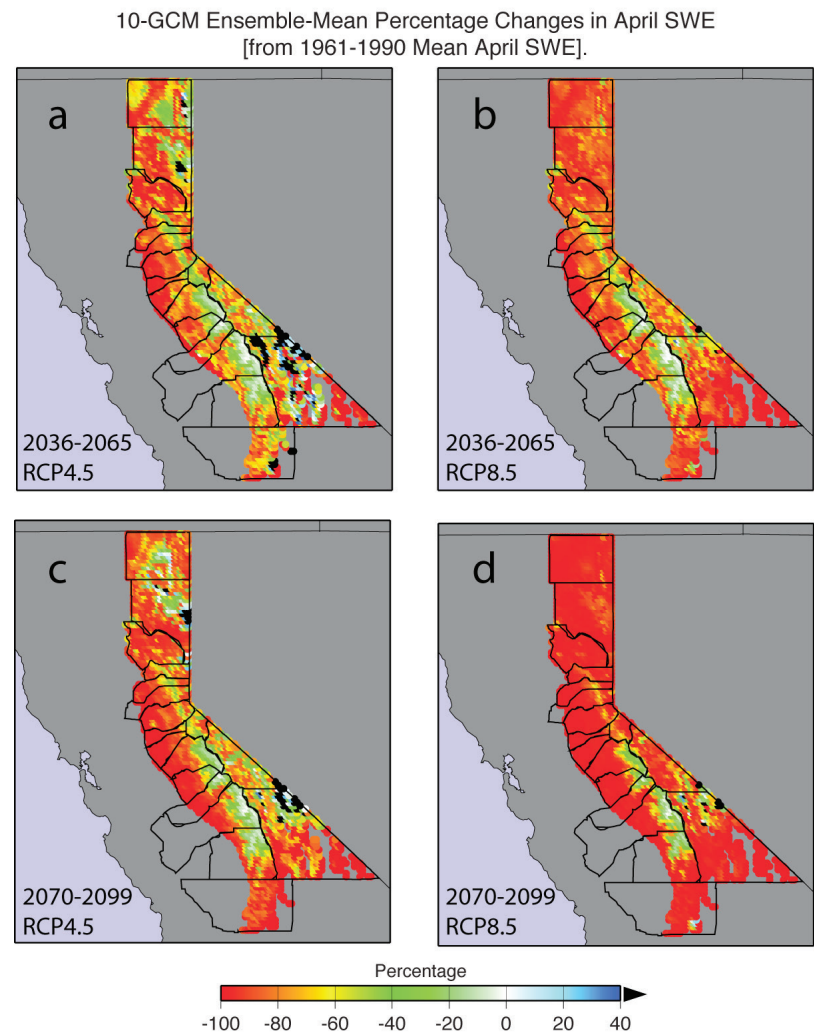 10-GCM Ensemble-Mean Percentage Changes in April SWE
[from 1961-1990 Mean April SWE].
a
2036-2065
RCP4.5
b
2036-2065
RCP8.5
c
2070-2099
RCP4.5
d
2070-2099
RCP8.5
Percentage
-100 -80 -60 -40 -20 0 20 40